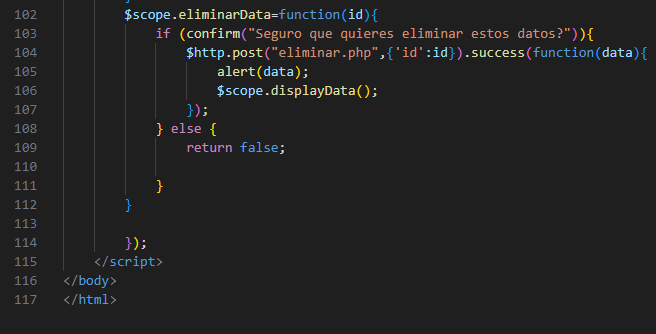 }
102 $scope.eliminarData=function(id){
103 if (confirm("Seguro que quieres eliminar estos datos?")){
104 $http.post("eliminar.php",{'id':id}).success(function(data){
105 alert(data);
106 $scope.displayData();
107 });
108 } else {
109 return false;
110
111 }
112 }
113
114 });
115 </script>
116 </body>
117 </html>